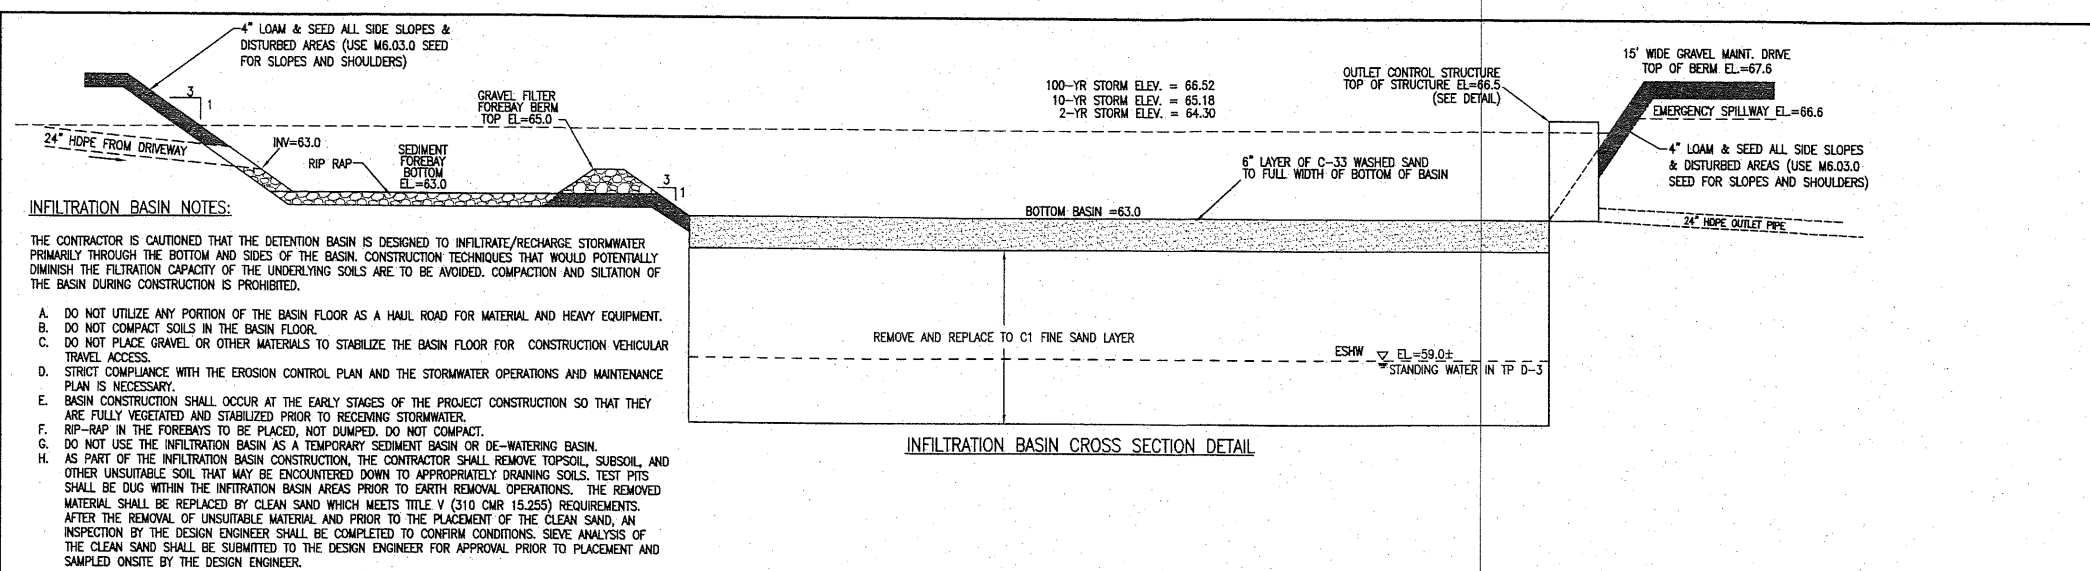 4" LOAM & SEED ALL SIDE SLOPES &
DISTURBED AREAS (USE M6.03.0 SEED
FOR SLOPES AND SHOULDERS)
3
1
24" HDPE FROM DRIVEWAY
INV=63.0
RIP RAP
SEDIMENT
FOREBAY
BOTTOM
EL.=63.0
GRAVEL FILTER
FOREBAY BERM
TOP EL=65.0
3
1
100-YR STORM ELEV. = 66.52
10-YR STORM ELEV. = 65.18
2-YR STORM ELEV. = 64.30
OUTLET CONTROL STRUCTURE
TOP OF STRUCTURE EL=66.5
(SEE DETAIL)
15' WIDE GRAVEL MAINT. DRIVE
TOP OF BERM EL.=67.6
EMERGENCY SPILLWAY EL.=66.6
4" LOAM & SEED ALL SIDE SLOPES
& DISTURBED AREAS (USE M6.03.0
SEED FOR SLOPES AND SHOULDERS)
24" HDPE OUTLET PIPE
6" LAYER OF C-33 WASHED SAND
TO FULL WIDTH OF BOTTOM OF BASIN
BOTTOM BASIN =63.0
REMOVE AND REPLACE TO C1 FINE SAND LAYER
ESHW EL=59.0±
STANDING WATER IN TP D-3
INFILTRATION BASIN CROSS SECTION DETAIL
INFILTRATION BASIN NOTES:
THE CONTRACTOR IS CAUTIONED THAT THE DETENTION BASIN IS DESIGNED TO INFILTRATE/RECHARGE STORMWATER
PRIMARILY THROUGH THE BOTTOM AND SIDES OF THE BASIN. CONSTRUCTION TECHNIQUES THAT WOULD POTENTIALLY
DIMINISH THE FILTRATION CAPACITY OF THE UNDERLYING SOILS ARE TO BE AVOIDED. COMPACTION AND SILTATION OF
THE BASIN DURING CONSTRUCTION IS PROHIBITED.
A. DO NOT UTILIZE ANY PORTION OF THE BASIN FLOOR AS A HAUL ROAD FOR MATERIAL AND HEAVY EQUIPMENT.
B. DO NOT COMPACT SOILS IN THE BASIN FLOOR.
C. DO NOT PLACE GRAVEL OR OTHER MATERIALS TO STABILIZE THE BASIN FLOOR FOR CONSTRUCTION VEHICULAR
TRAVEL ACCESS.
D. STRICT COMPLIANCE WITH THE EROSION CONTROL PLAN AND THE STORMWATER OPERATIONS AND MAINTENANCE
PLAN IS NECESSARY.
E. BASIN CONSTRUCTION SHALL OCCUR AT THE EARLY STAGES OF THE PROJECT CONSTRUCTION SO THAT THEY
ARE FULLY VEGETATED AND STABILIZED PRIOR TO RECEIVING STORMWATER.
F. RIP-RAP IN THE FOREBAYS TO BE PLACED, NOT DUMPED. DO NOT COMPACT.
G. DO NOT USE THE INFILTRATION BASIN AS A TEMPORARY SEDIMENT BASIN OR DE-WATERING BASIN.
H. AS PART OF THE INFILTRATION BASIN CONSTRUCTION, THE CONTRACTOR SHALL REMOVE TOPSOIL, SUBSOIL, AND
OTHER UNSUITABLE SOIL THAT MAY BE ENCOUNTERED DOWN TO APPROPRIATELY DRAINING SOILS. TEST PITS
SHALL BE DUG WITHIN THE INFITRATION BASIN AREAS PRIOR TO EARTH REMOVAL OPERATIONS. THE REMOVED
MATERIAL SHALL BE REPLACED BY CLEAN SAND WHICH MEETS TITLE V (310 CMR 15.255) REQUIREMENTS.
AFTER THE REMOVAL OF UNSUITABLE MATERIAL AND PRIOR TO THE PLACEMENT OF THE CLEAN SAND, AN
INSPECTION BY THE DESIGN ENGINEER SHALL BE COMPLETED TO CONFIRM CONDITIONS. SIEVE ANALYSIS OF
THE CLEAN SAND SHALL BE SUBMITTED TO THE DESIGN ENGINEER FOR APPROVAL PRIOR TO PLACEMENT AND
SAMPLED ONSITE BY THE DESIGN ENGINEER.